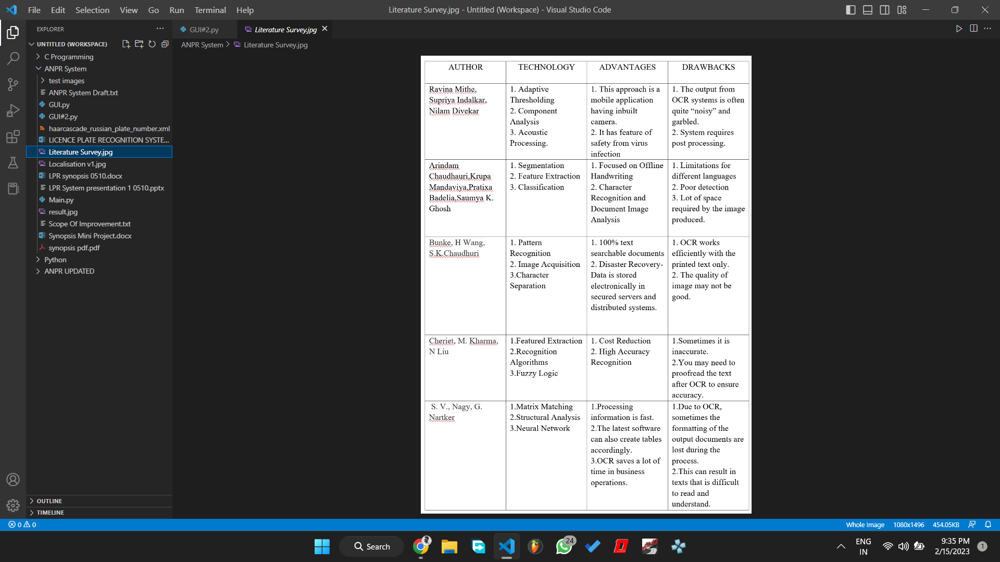 File Edit Selection View Go Run Terminal Help
Literature Survey.jpg - Untitled (Workspace) - Visual Studio Code
EXPLORER
UNTITLED (WORKSPACE)
C Programming
ANPR System
test images
ANPR System Draft.txt
GUI.py
GUI#2.py
haarcascade_russian_plate_number.xml
LICENCE PLATE RECOGNITION SYSTE...
Literature Survey.jpg
Localisation v1.jpg
LPR synopsis 0510.docx
LPR System presentation 1 0510.pptx
Main.py
result.jpg
Scope Of Improvement.txt
Synopsis Mini Project.docx
synopsis pdf.pdf
Python
ANPR UPDATED
OUTLINE
TIMELINE
GUI#2.py
Literature Survey.jpg
ANPR System > Literature Survey.jpg
AUTHOR
TECHNOLOGY
ADVANTAGES
DRAWBACKS
Ravina Mithe,
Supriya Indalkar,
Nilam Divekar
1. Adaptive
Thresholding
2. Component
Analysis
3. Acoustic
Processing.
1. This approach is a
mobile application
having inbuilt
camera.
2. It has feature of
safety from virus
infection
1. The output from
OCR systems is often
quite “noisy” and
garbled.
2. System requires
post processing.
Arindam
Chaudhauri,Krupa
Mandaviya,Pratixa
Badelia,Saumya K.
Ghosh
1. Segmentation
2. Feature Extraction
3. Classification
1. Focused on Offline
Handwriting
2. Character
Recognition and
Document Image
Analysis
1. Limitations for
different languages
2. Poor detection
3. Lot of space
required by the image
produced.
Bunke, H Wang,
S.K.Chaudhuri
1. Pattern
Recognition
2. Image Acquisition
3.Character
Separation
1. 100% text
searchable documents
2. Disaster Recovery-
Data is stored
electronically in
secured servers and
distributed systems.
1. OCR works
efficiently with the
printed text only.
2. The quality of
image may not be
good.
Cheriet, M. Kharma,
N Liu
1.Featured Extraction
2.Recognition
Algorithms
3.Fuzzy Logic
1. Cost Reduction
2. High Accuracy
Recognition
1.Sometimes it is
inaccurate.
2.You may need to
proofread the text
after OCR to ensure
accuracy.
S. V., Nagy, G.
Nartker
1.Matrix Matching
2.Structural Analysis
3.Neural Network
1.Processing
information is fast.
2.The latest software
can also create tables
accordingly.
3.OCR saves a lot of
time in business
operations.
1.Due to OCR,
sometimes the
formatting of the
output documents are
lost during the
process.
2.This can result in
texts that is difficult
to read and
understand.
0 0
Whole Image 1080x1496 454.05KB
Search
24
ENG
IN
9:35 PM
2/15/2023
1